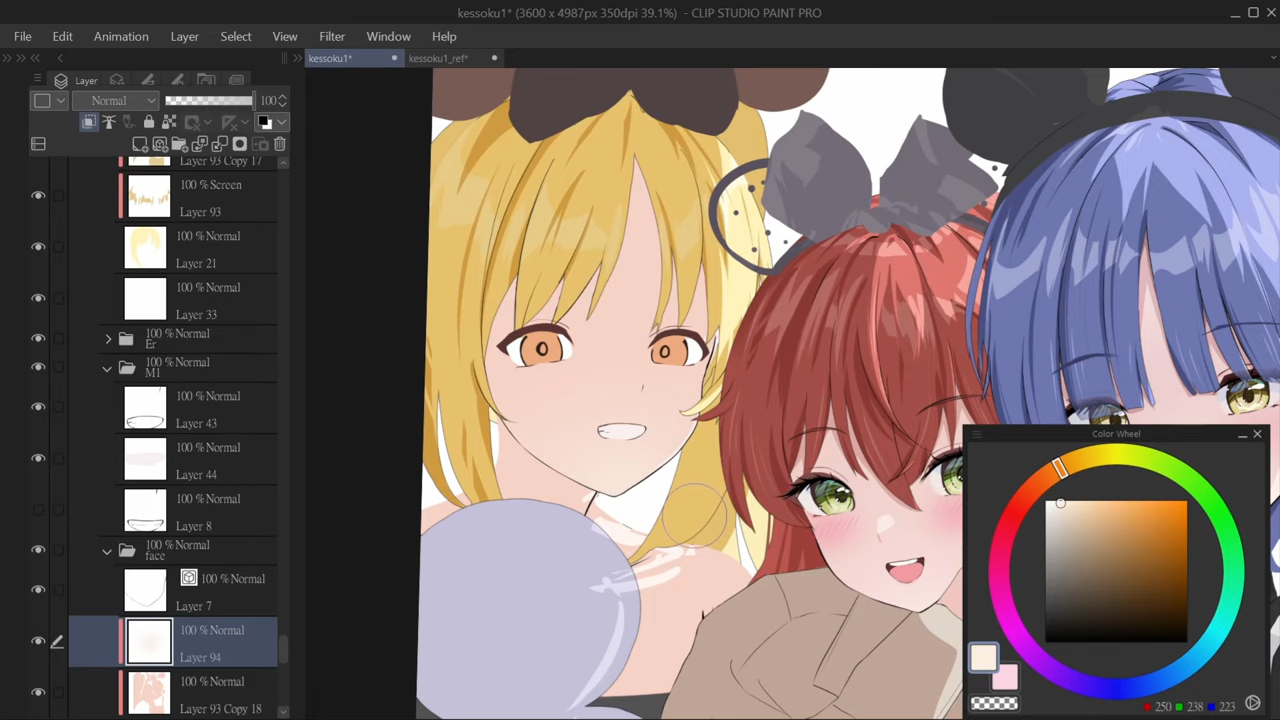 kessoku1* (3600 x 4987px 350dpi 39.1%) - CLIP STUDIO PAINT PRO
File Edit Animation Layer Select View Filter Window Help
kessoku1* kessoku1_ref*
Layer
Normal 100
Layer 93 Copy 17
100 % Screen
Layer 93
100 % Normal
Layer 21
100 % Normal
Layer 33
100 % Normal
Er
100 % Normal
M1
100 % Normal
Layer 43
100 % Normal
Layer 44
100 % Normal
Layer 8
100 % Normal
face
100 % Normal
Layer 7
100 % Normal
Layer 94
100 % Normal
Layer 93 Copy 18
Color Wheel
250 238 223